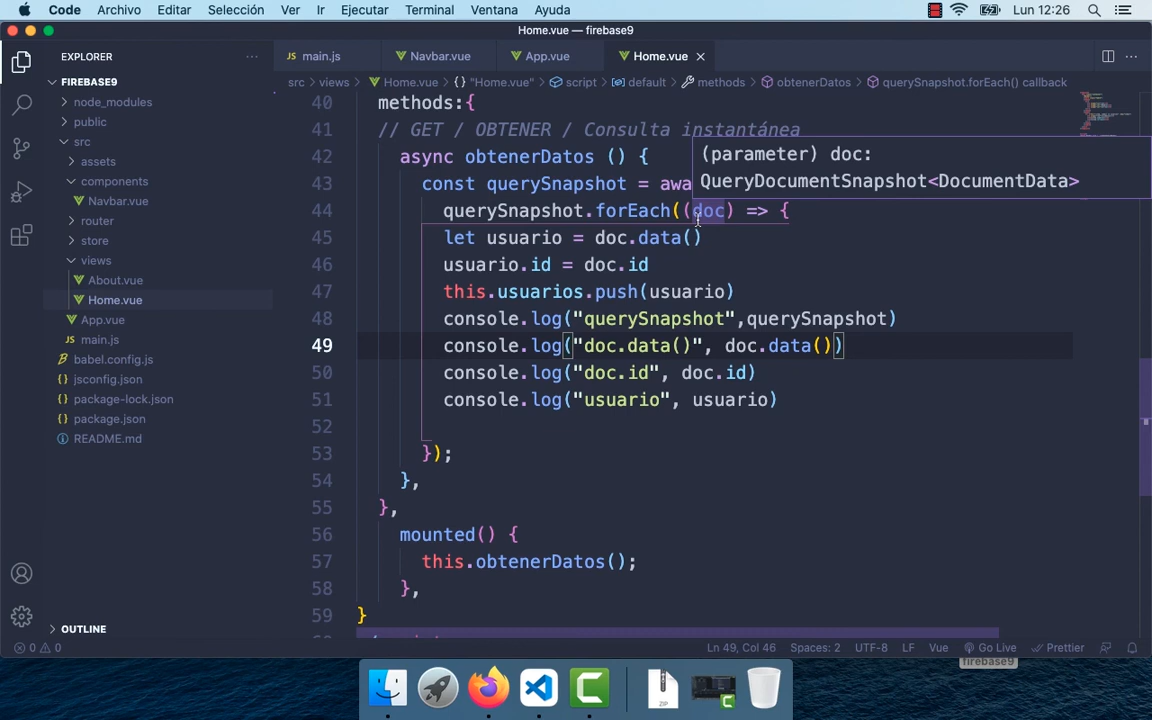 Code Archivo Editar Selección Ver Ir Ejecutar Terminal Ventana Ayuda Lun 12:26
Home.vue — firebase9
EXPLORER
FIREBASE9
node_modules
public
src
assets
components
Navbar.vue
router
store
views
About.vue
Home.vue
App.vue
main.js
babel.config.js
jsconfig.json
package-lock.json
package.json
README.md
OUTLINE
JS main.js Navbar.vue App.vue Home.vue
src > views > Home.vue > {} "Home.vue" > script > default > methods > obtenerDatos > querySnapshot.forEach() callback
40 methods:{
41 // GET / OBTENER / Consulta instantánea
42 async obtenerDatos () {
43 const querySnapshot = awa
(parameter) doc:
QueryDocumentSnapshot<DocumentData>
44 querySnapshot.forEach((doc) => {
45 let usuario = doc.data()
46 usuario.id = doc.id
47 this.usuarios.push(usuario)
48 console.log("querySnapshot",querySnapshot)
49 console.log("doc.data()", doc.data())
50 console.log("doc.id", doc.id)
51 console.log("usuario", usuario)
52
53 });
54 },
55 },
56 mounted() {
57 this.obtenerDatos();
58 },
59 }
0 0 Ln 49, Col 46 Spaces: 2 UTF-8 LF Vue Go Live Prettier
firebase9
ZIP